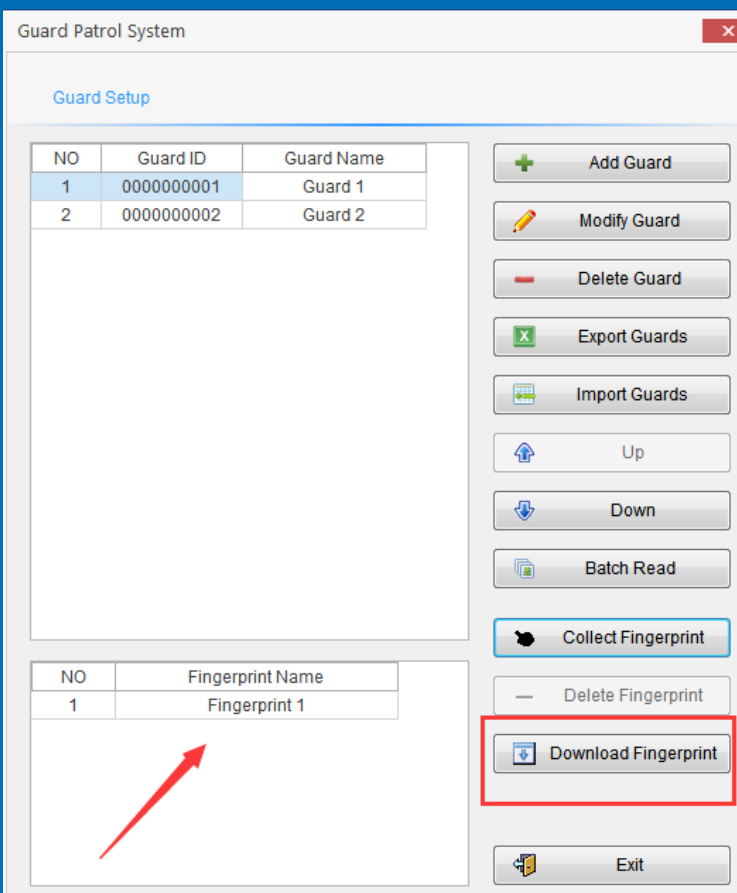 Guard Patrol System
Guard Setup
NO Guard ID Guard Name
1 0000000001 Guard 1
2 0000000002 Guard 2
Add Guard
Modify Guard
Delete Guard
Export Guards
Import Guards
Up
Down
Batch Read
Collect Fingerprint
Delete Fingerprint
Download Fingerprint
Exit
NO Fingerprint Name
1 Fingerprint 1